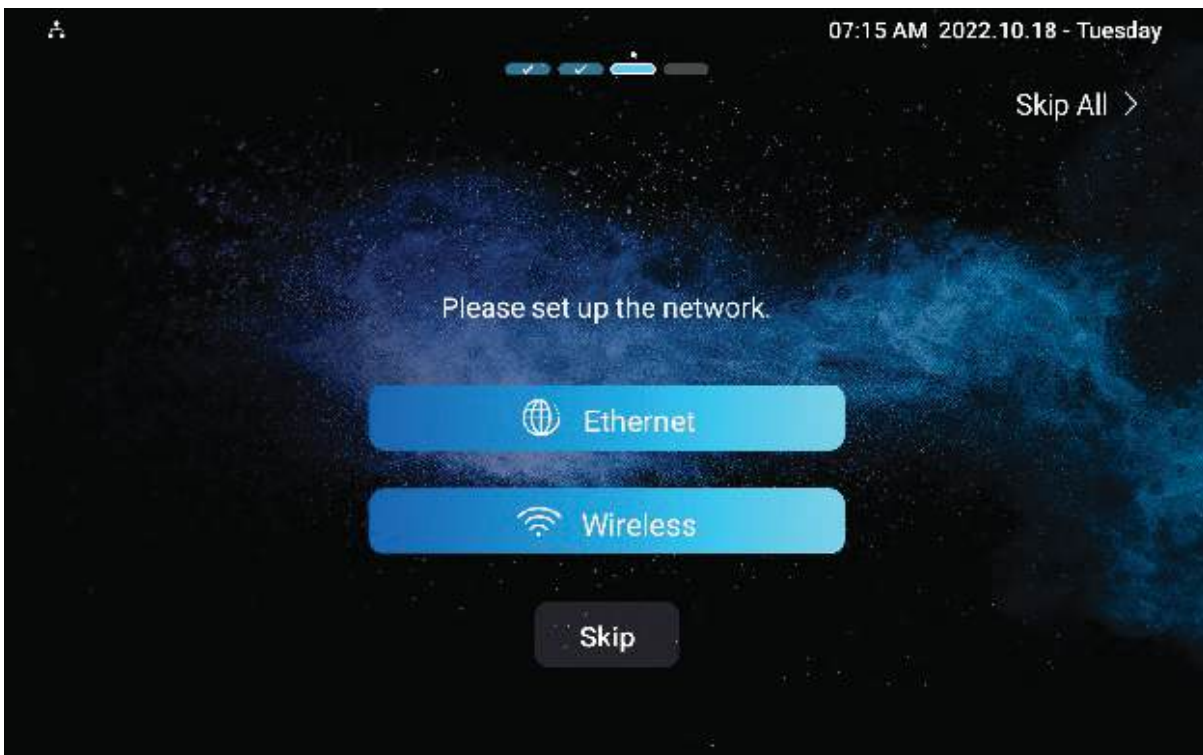 07:15 AM 2022.10.18 - Tuesday
Skip All
Please set up the network.
Ethernet
Wireless
Skip